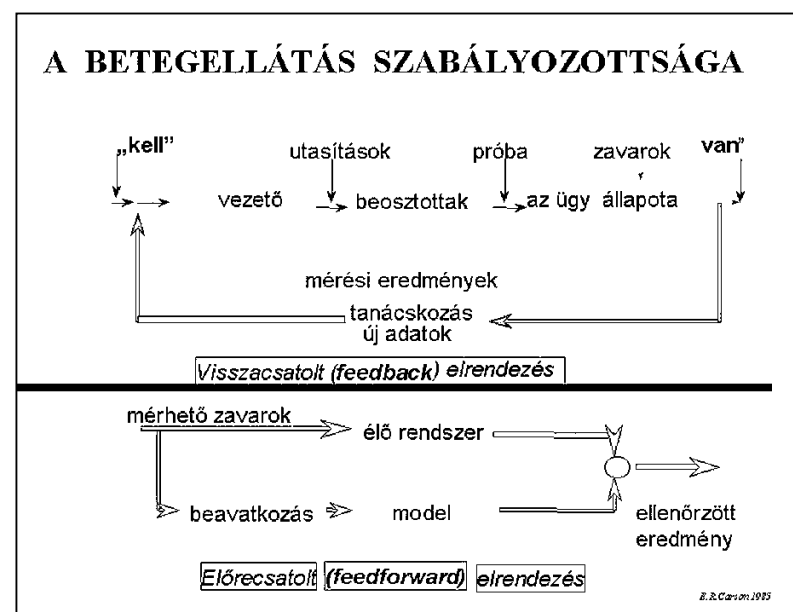 A BETEGELLÁTÁS SZABÁLYOZOTTSÁGA
„kell” utasítások próba zavarok van”
vezető beosztottak az ügy állapota
mérési eredmények
tanácskozás
új adatok
Visszacsatolt (feedback) elrendezés
mérhető zavarok
élő rendszer
beavatkozás model ellenőrzött
eredmény
Előrecsatolt (feedforward) elrendezés
E. R. Carson 1985